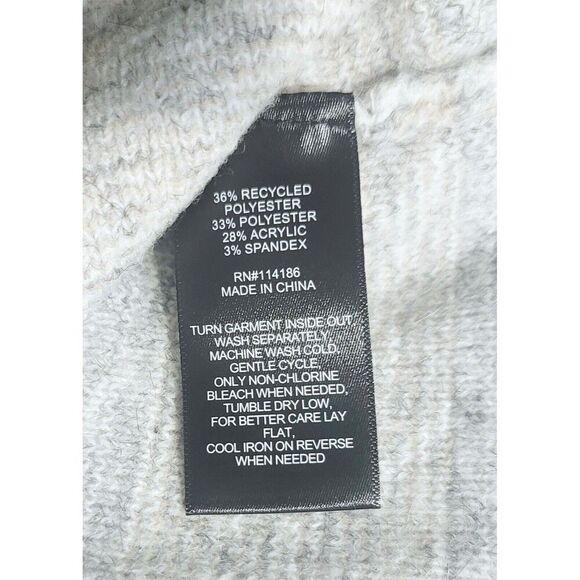 36% RECYCLED
POLYESTER
33% POLYESTER
28% ACRYLIC
3% SPANDEX
RN#114186
MADE IN CHINA
TURN GARMENT INSIDE OUT
WASH SEPARATELY,
MACHINE WASH COLD,
GENTLE CYCLE,
ONLY NON-CHLORINE
BLEACH WHEN NEEDED,
TUMBLE DRY LOW,
FOR BETTER CARE LAY
FLAT,
COOL IRON ON REVERSE
WHEN NEEDED